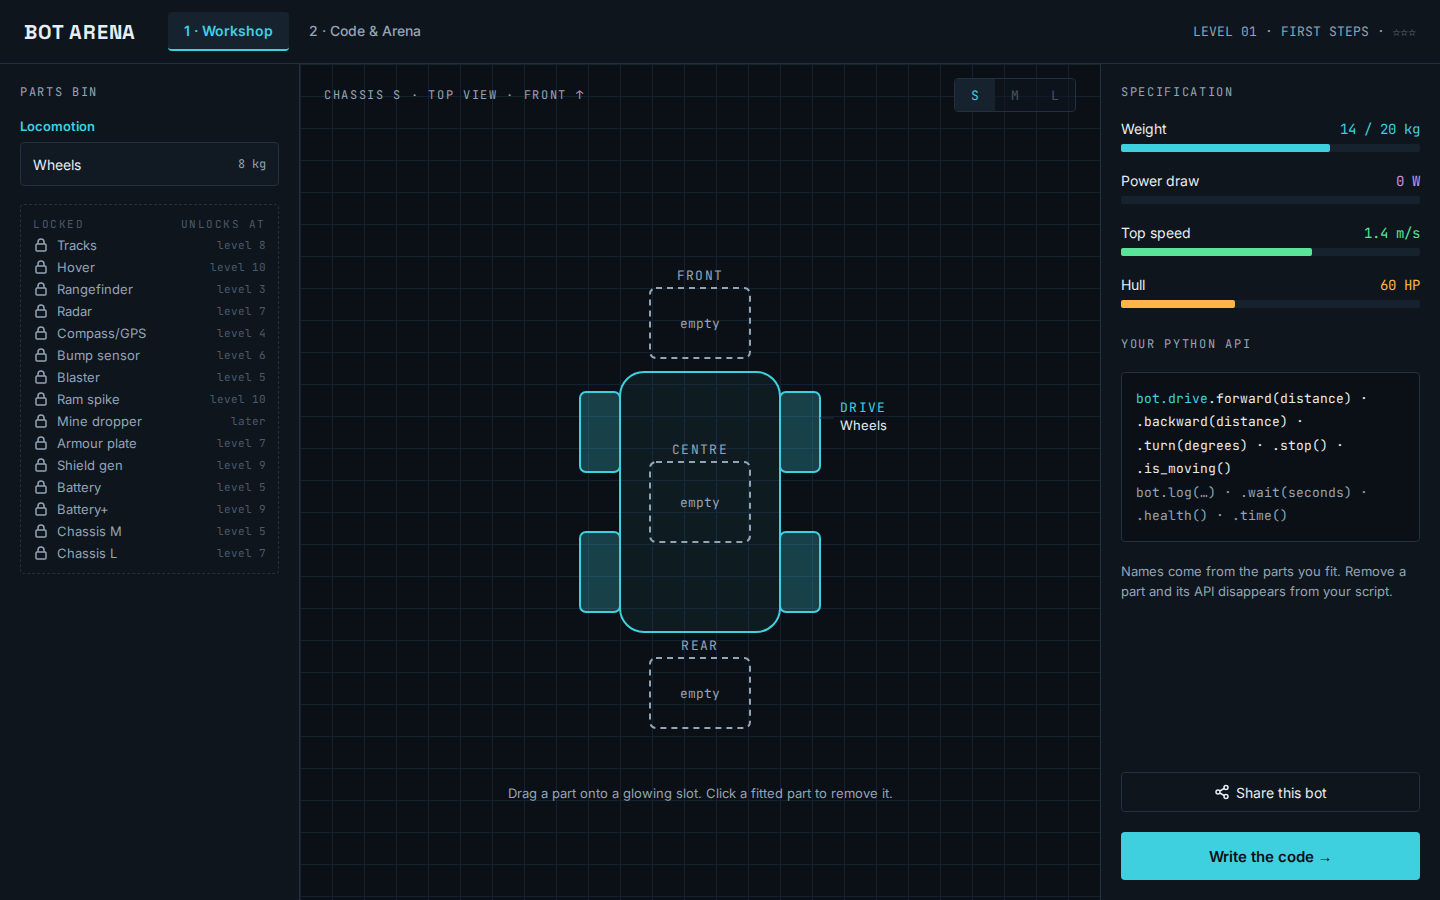 BOT ARENA
1 · Workshop
2 · Code & Arena
LEVEL 01 · FIRST STEPS · ☆☆☆
PARTS BIN
Locomotion
Wheels 8 kg
LOCKED UNLOCKS AT
Tracks level 8
Hover level 10
Rangefinder level 3
Radar level 7
Compass/GPS level 4
Bump sensor level 6
Blaster level 5
Ram spike level 10
Mine dropper later
Armour plate level 7
Shield gen level 9
Battery level 5
Battery+ level 9
Chassis M level 5
Chassis L level 7
CHASSIS S · TOP VIEW · FRONT ↑
S M L
FRONT
empty
DRIVE
Wheels
CENTRE
empty
REAR
empty
Drag a part onto a glowing slot. Click a fitted part to remove it.
SPECIFICATION
Weight 14 / 20 kg
Power draw 0 W
Top speed 1.4 m/s
Hull 60 HP
YOUR PYTHON API
bot.drive.forward(distance) ·
.backward(distance) ·
.turn(degrees) · .stop() ·
.is_moving()
bot.log(…) · .wait(seconds) ·
.health() · .time()
Names come from the parts you fit. Remove a
part and its API disappears from your script.
Share this bot
Write the code →